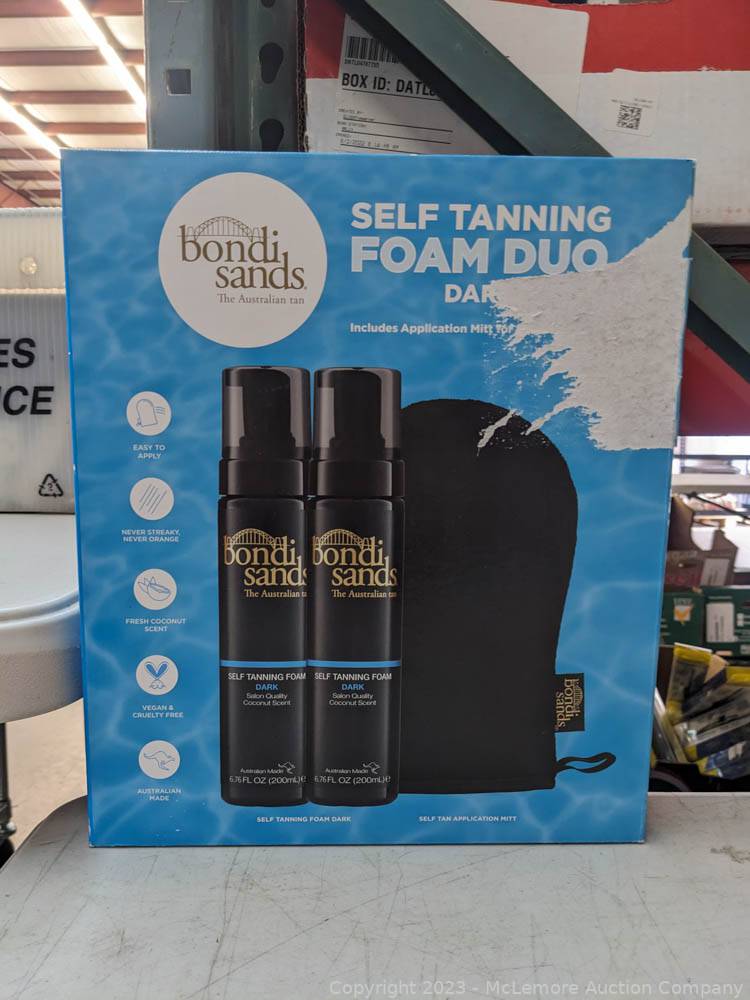 BOX ID: DATL
bondi
sands
The Australian tan
SELF TANNING
FOAM DUO
DAR
Includes Application Mitt for
ES
ICE
EASY TO
APPLY
NEVER STREAKY,
NEVER ORANGE
FRESH COCONUT
SCENT
VEGAN &
CRUELTY FREE
AUSTRALIAN
MADE
bondi
sands
The Australian tan
SELF TANNING FOAM
DARK
Salon Quality
Coconut Scent
Australian Made
6.76 FL OZ (200mL) e
bondi
sands
The Australian tan
SELF TANNING FOAM
DARK
Salon Quality
Coconut Scent
Australian Made
6.76 FL OZ (200mL) e
bondi
sands
SELF TANNING FOAM DARK
SELF TAN APPLICATION MITT
Copyright 2023 - McLemore Auction Company